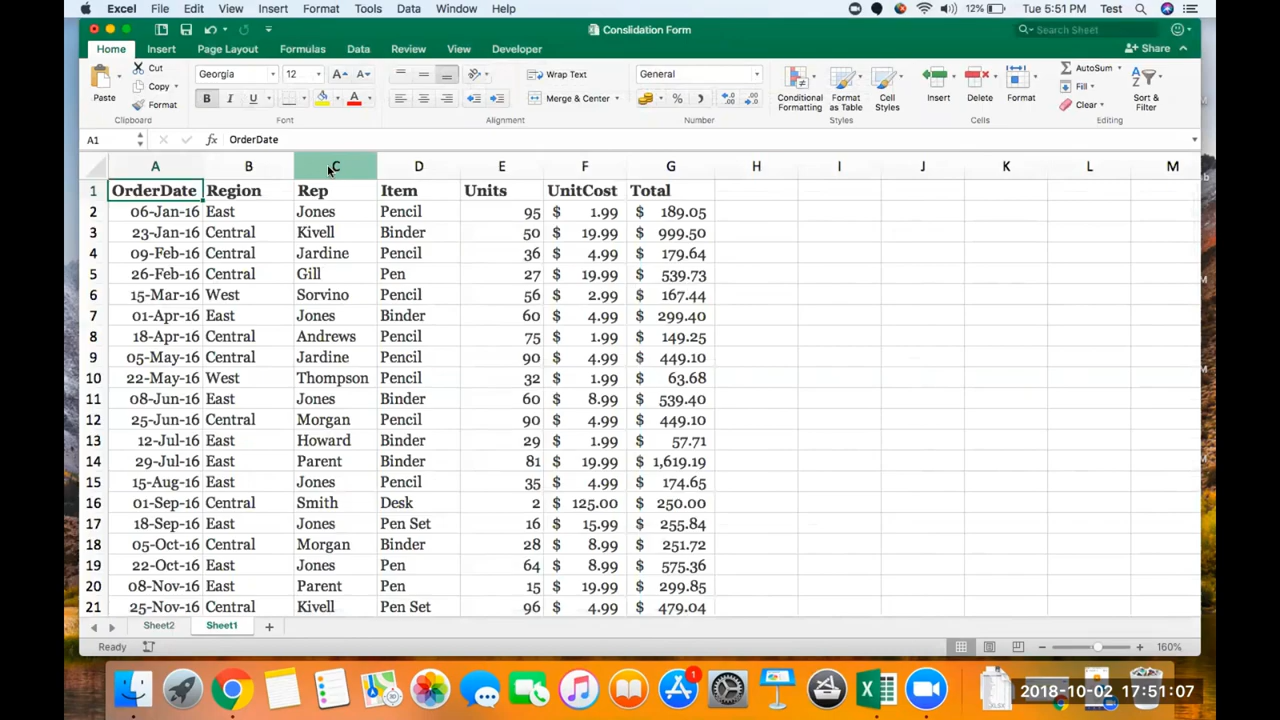 Excel File Edit View Insert Format Tools Data Window Help 12% Tue 5:51 PM Test
Conslidation Form Search Sheet
Home Insert Page Layout Formulas Data Review View Developer Share
Paste Cut Copy Format Georgia 12 Wrap Text General Conditional Formatting Format as Table Cell Styles Insert Delete Format AutoSum Fill Clear Sort & Filter
B I U A Merge & Center % )
Clipboard Font Alignment Number Styles Cells Editing
A1 fx OrderDate
A B C D E F G H I J K L M
1 OrderDate Region Rep Item Units UnitCost Total
2 06-Jan-16 East Jones Pencil 95 $ 1.99 $ 189.05
3 23-Jan-16 Central Kivell Binder 50 $ 19.99 $ 999.50
4 09-Feb-16 Central Jardine Pencil 36 $ 4.99 $ 179.64
5 26-Feb-16 Central Gill Pen 27 $ 19.99 $ 539.73
6 15-Mar-16 West Sorvino Pencil 56 $ 2.99 $ 167.44
7 01-Apr-16 East Jones Binder 60 $ 4.99 $ 299.40
8 18-Apr-16 Central Andrews Pencil 75 $ 1.99 $ 149.25
9 05-May-16 Central Jardine Pencil 90 $ 4.99 $ 449.10
10 22-May-16 West Thompson Pencil 32 $ 1.99 $ 63.68
11 08-Jun-16 East Jones Binder 60 $ 8.99 $ 539.40
12 25-Jun-16 Central Morgan Pencil 90 $ 4.99 $ 449.10
13 12-Jul-16 East Howard Binder 29 $ 1.99 $ 57.71
14 29-Jul-16 East Parent Binder 81 $ 19.99 $ 1,619.19
15 15-Aug-16 East Jones Pencil 35 $ 4.99 $ 174.65
16 01-Sep-16 Central Smith Desk 2 $ 125.00 $ 250.00
17 18-Sep-16 East Jones Pen Set 16 $ 15.99 $ 255.84
18 05-Oct-16 Central Morgan Binder 28 $ 8.99 $ 251.72
19 22-Oct-16 East Jones Pen 64 $ 8.99 $ 575.36
20 08-Nov-16 East Parent Pen 15 $ 19.99 $ 299.85
21 25-Nov-16 Central Kivell Pen Set 96 $ 4.99 $ 479.04
Sheet2 Sheet1 +
Ready 160%
1
2018-10-02 17:51:07